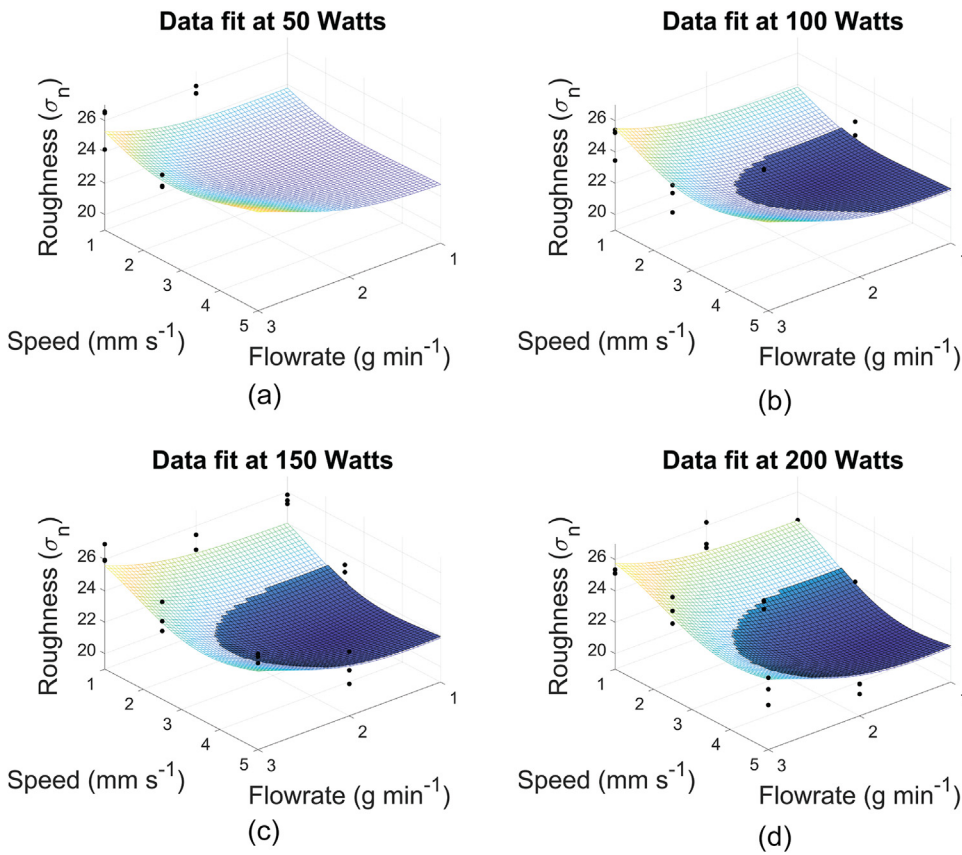 Data fit at 50 Watts
Roughness (σn)
26
24
22
20
1
2
3
4
5
3
2
1
Speed (mm s-1)
Flowrate (g min-1)
(a)
Data fit at 100 Watts
Roughness (σn)
26
24
22
20
1
2
3
4
5
3
2
Speed (mm s-1)
Flowrate (g min-1)
(b)
Data fit at 150 Watts
Roughness (σn)
26
24
22
20
1
2
3
4
5
3
2
1
Speed (mm s-1)
Flowrate (g min-1)
(c)
Data fit at 200 Watts
Roughness (σn)
26
24
22
20
1
2
3
4
5
3
2
Speed (mm s-1)
Flowrate (g min-1)
(d)